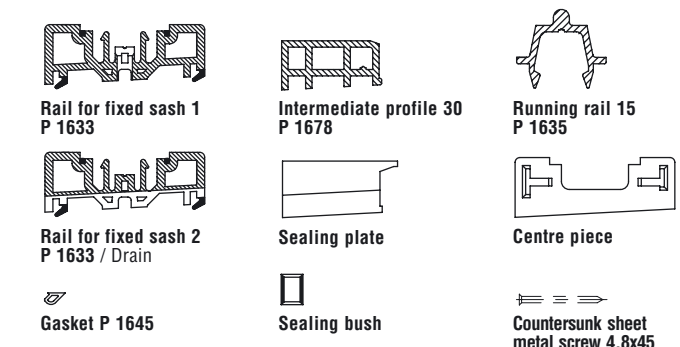 Rail for fixed sash 1
P 1633
Intermediate profile 30
P 1678
Running rail 15
P 1635
Rail for fixed sash 2
P 1633 / Drain
Sealing plate
Centre piece
Gasket P 1645
Sealing bush
Countersunk sheet
metal screw 4,8x45